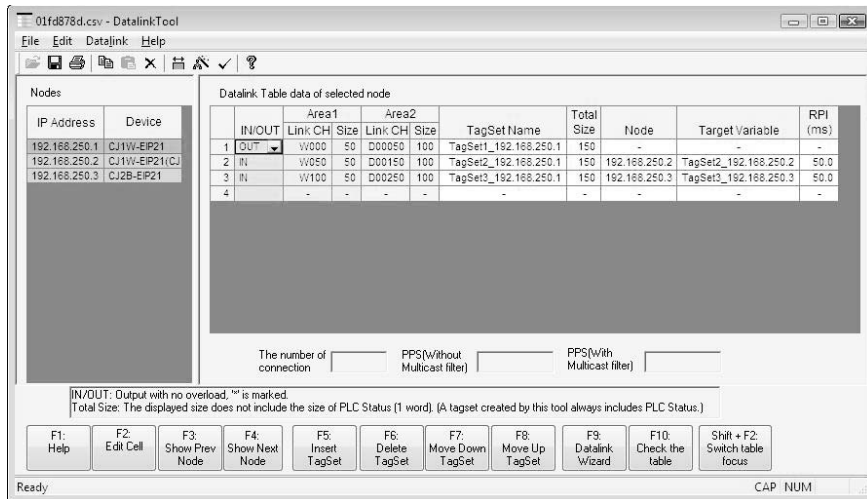 01fd878d.csv - DatalinkTool
File Edit Datalink Help
Nodes
IP Address Device
192.168.250.1 CJ1W-EIP21
192.168.250.2 CJ1W-EIP21(CJ
192.168.250.3 CJ2B-EIP21
Datalink Table data of selected node
Area1 Area2 Total RPI
IN/OUT Link CH Size Link CH Size TagSet Name Size Node Target Variable (ms)
1 OUT W000 50 D00050 100 TagSet1_192.168.250.1 150 - - -
2 IN W050 50 D00150 100 TagSet2_192.168.250.1 150 192.168.250.2 TagSet2_192.168.250.2 50.0
3 IN W100 50 D00250 100 TagSet3_192.168.250.1 150 192.168.250.3 TagSet3_192.168.250.3 50.0
4 - - - - - - - - -
The number of connection
PPS(Without Multicast filter)
PPS(With Multicast filter)
IN/OUT: Output with no overload, '*' is marked.
Total Size: The displayed size does not include the size of PLC Status (1 word). (A tagset created by this tool always includes PLC Status.)
F1: Help
F2: Edit Cell
F3: Show Prev Node
F4: Show Next Node
F5: Insert TagSet
F6: Delete TagSet
F7: Move Down TagSet
F8: Move Up TagSet
F9: Datalink Wizard
F10: Check the table
Shift + F2: Switch table focus
Ready CAP NUM